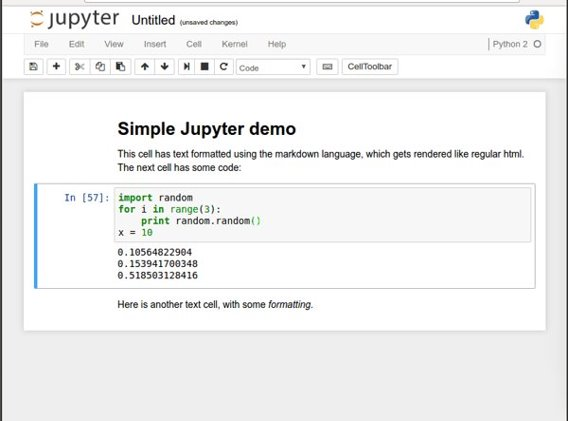 jupyter Untitled (unsaved changes)
File Edit View Insert Cell Kernel Help Python 2
Code CellToolbar
Simple Jupyter demo
This cell has text formatted using the markdown language, which gets rendered like regular html.
The next cell has some code:
In [57]: import random
for i in range(3):
    print random.random()
x = 10
0.10564822904
0.153941700348
0.518503128416
Here is another text cell, with some formatting.